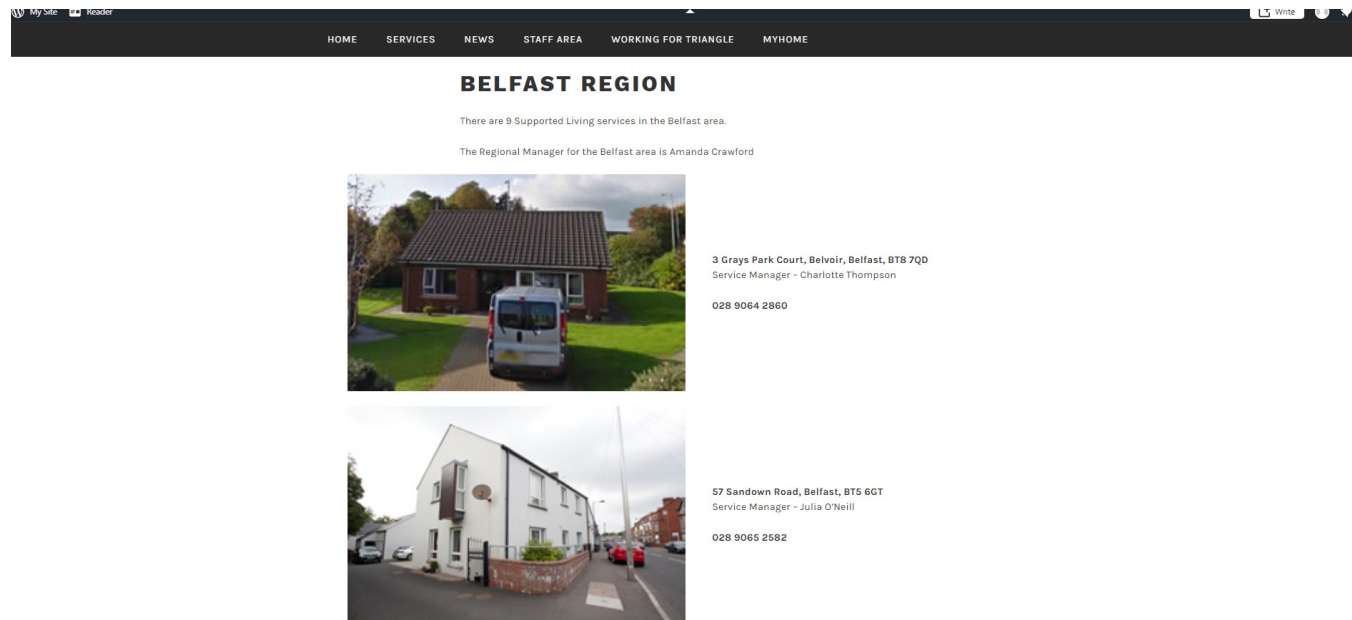 My Site Reader Write
HOME SERVICES NEWS STAFF AREA WORKING FOR TRIANGLE MYHOME
BELFAST REGION
There are 9 Supported Living services in the Belfast area.
The Regional Manager for the Belfast area is Amanda Crawford
3 Grays Park Court, Belvoir, Belfast, BT8 7QD
Service Manager – Charlotte Thompson
028 9064 2860
57 Sandown Road, Belfast, BT5 6GT
Service Manager – Julia O'Neill
028 9065 2582